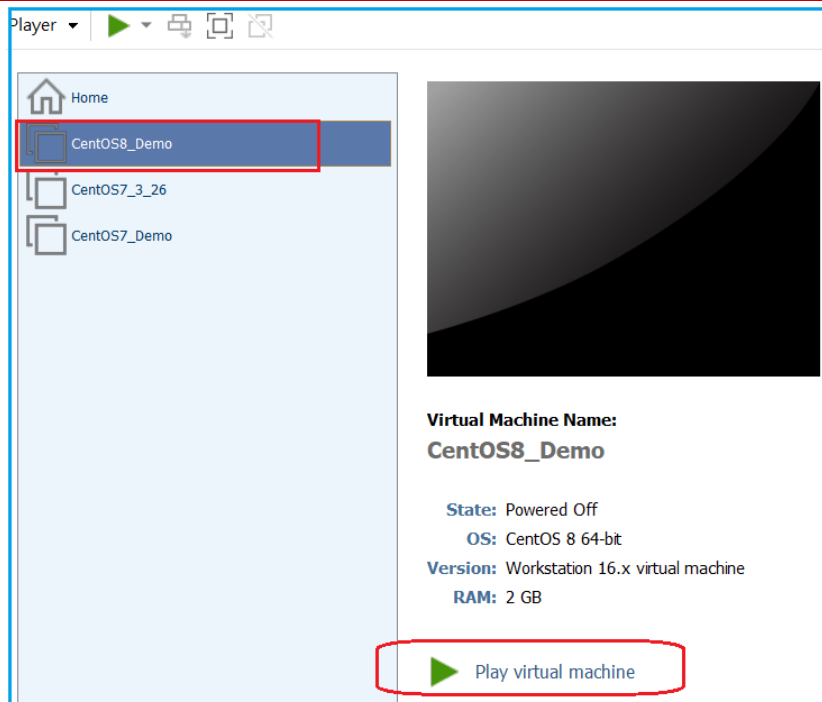 Player
Home
CentOS8_Demo
CentOS7_3_26
CentOS7_Demo
Virtual Machine Name:
CentOS8_Demo
State: Powered Off
OS: CentOS 8 64-bit
Version: Workstation 16.x virtual machine
RAM: 2 GB
Play virtual machine